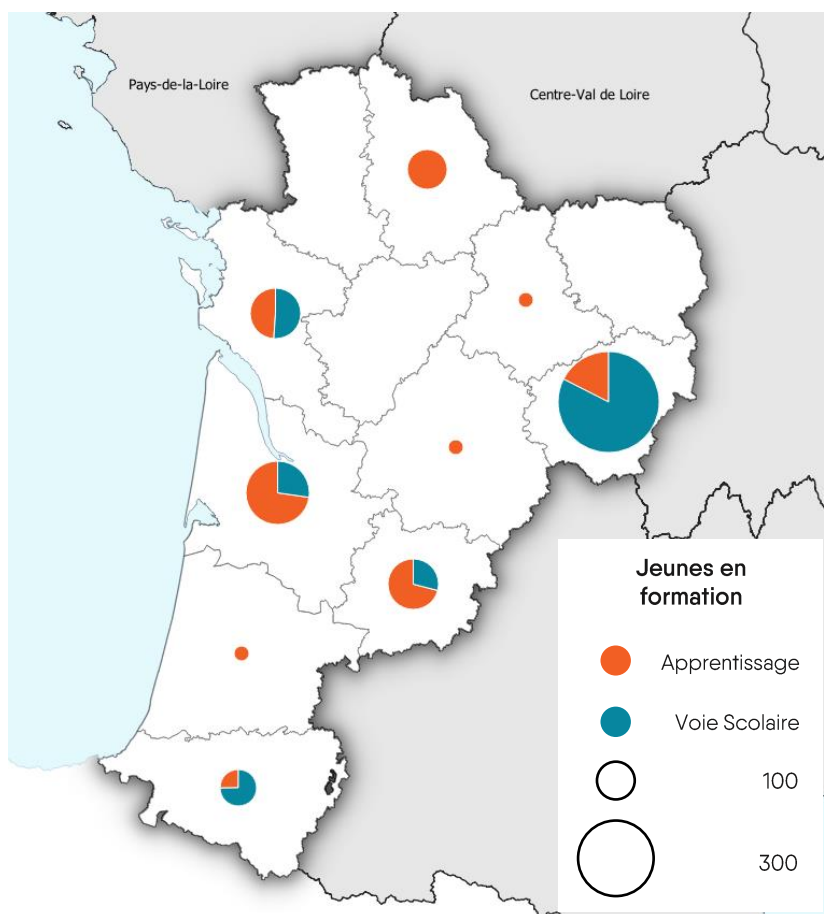 Pays-de-la-Loire
Centre-Val de Loire
Jeunes en
formation
Apprentissage
Voie Scolaire
100
300